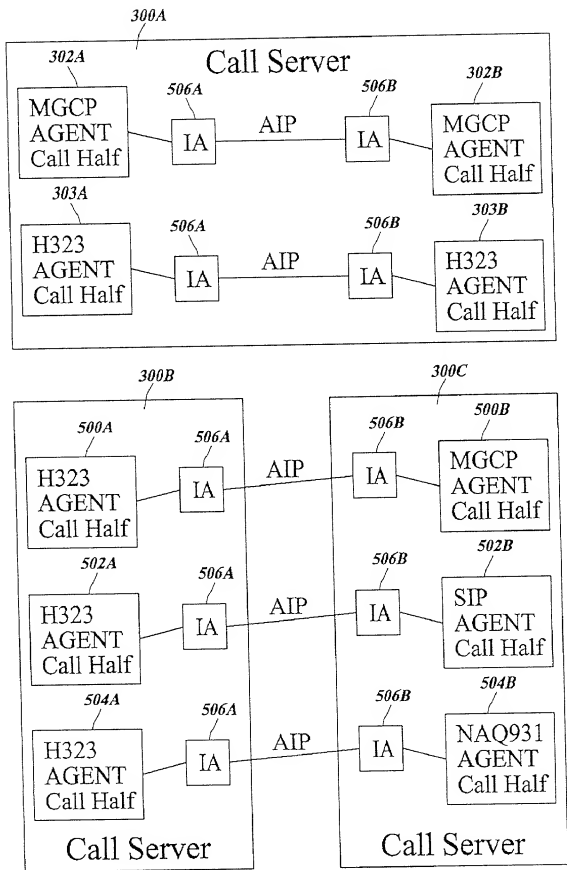 300A
Call Server
302A
506A
506B
302B
MGCP
AGENT
Call Half
IA
AIP
IA
MGCP
AGENT
Call Half
303A
506A
506B
303B
H323
AGENT
Call Half
IA
AIP
IA
H323
AGENT
Call Half
300B
300C
500A
506A
506B
500B
H323
AGENT
Call Half
IA
AIP
IA
MGCP
AGENT
Call Half
502A
506A
506B
502B
H323
AGENT
Call Half
IA
AIP
IA
SIP
AGENT
Call Half
504A
506A
506B
504B
H323
AGENT
Call Half
IA
AIP
IA
NAQ931
AGENT
Call Half
Call Server
Call Server